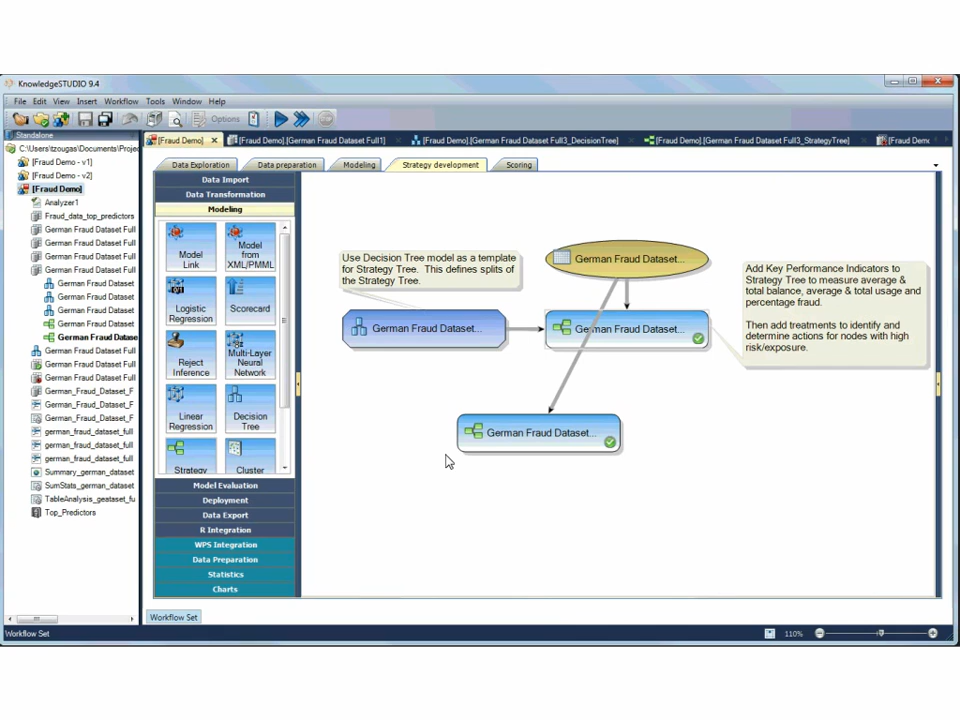 KnowledgeSTUDIO 9.4
File Edit View Insert Workflow Tools Window Help
Options
Standalone
[Fraud Demo] [Fraud Demo].[German Fraud Dataset Full1] [Fraud Demo].[German Fraud Dataset Full3_DecisionTree] [Fraud Demo].[German Fraud Dataset Full3_StrategyTree] [Fraud Demo
C:\Users\tzougas\Documents\Projec
[Fraud Demo - v1]
[Fraud Demo - v2]
[Fraud Demo]
Analyzer1
Fraud_data_top_predictors
German Fraud Dataset Full
German Fraud Dataset Full
German Fraud Dataset Full
German Fraud Dataset Full
German Fraud Dataset
German Fraud Dataset
German Fraud Dataset
German Fraud Dataset
German Fraud Datase
German Fraud Dataset Full
German Fraud Dataset Full
German Fraud Dataset Full
German_Fraud_Dataset_F
German_Fraud_Dataset_F
German_Fraud_Dataset_F
german_fraud_dataset_full
german_fraud_dataset_full
german_fraud_dataset_full
Summary_german_dataset
SumStats_german_dataset
TableAnalysis_geataset_fu
Top_Predictors
Data Exploration Data preparation Modeling Strategy development Scoring
Data Import
Data Transformation
Modeling
Model
Link
Model
from
XML/PMML
Logistic
Regression
Scorecard
Reject
Inference
Multi-Layer
Neural
Network
Linear
Regression
Decision
Tree
Strategy
Cluster
Model Evaluation
Deployment
Data Export
R Integration
WPS Integration
Data Preparation
Statistics
Charts
Use Decision Tree model as a template
for Strategy Tree. This defines splits of
the Strategy Tree.
German Fraud Dataset...
German Fraud Dataset...
German Fraud Dataset...
German Fraud Dataset...
Add Key Performance Indicators to
Strategy Tree to measure average &
total balance, average & total usage and
percentage fraud.
Then add treatments to identify and
determine actions for nodes with high
risk/exposure.
Workflow Set
Workflow Set
110%